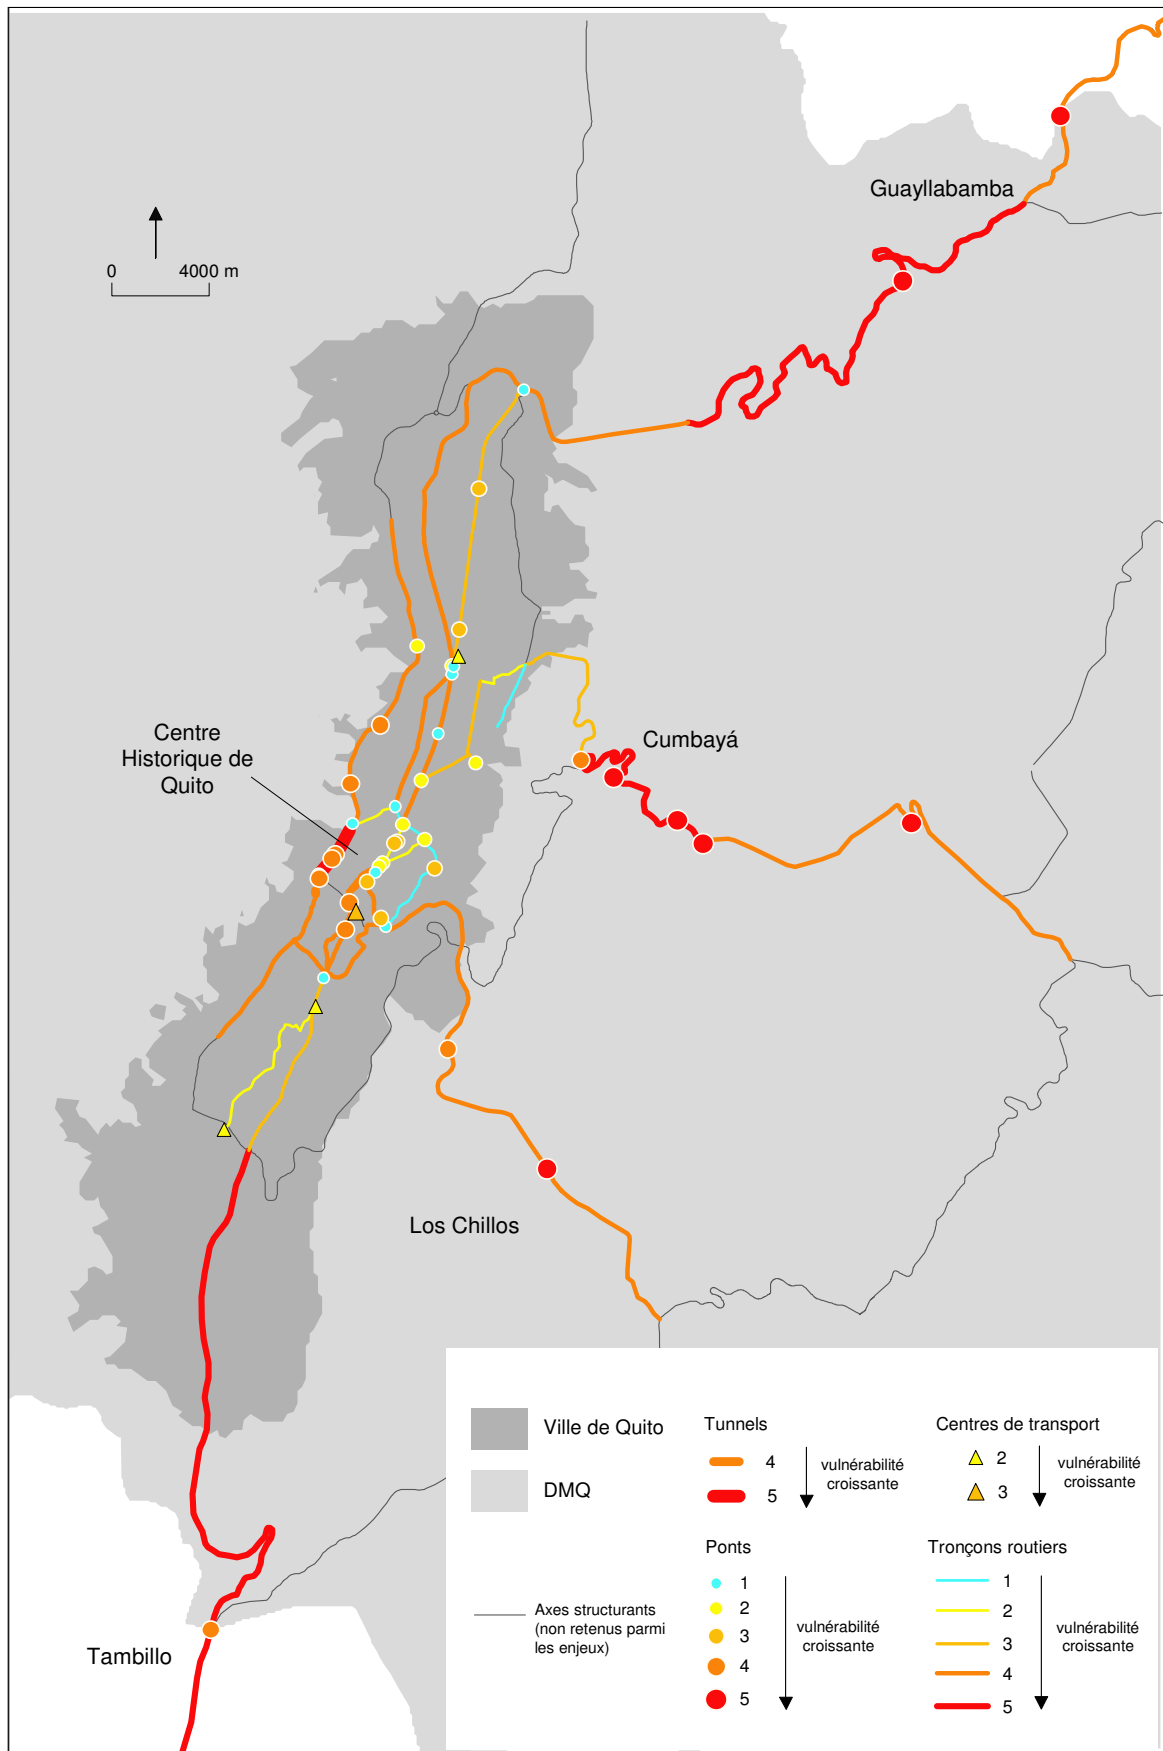 Guayllabamba
0 4000 m
Centre
Historique de
Quito
Cumbayá
Los Chillos
Tambillo
Ville de Quito
DMQ
Axes structurants
(non retenus parmi
les enjeux)
Tunnels
4
5
vulnérabilité
croissante
Ponts
1
2
3
4
5
vulnérabilité
croissante
Centres de transport
2
3
vulnérabilité
croissante
Tronçons routiers
1
2
3
4
5
vulnérabilité
croissante